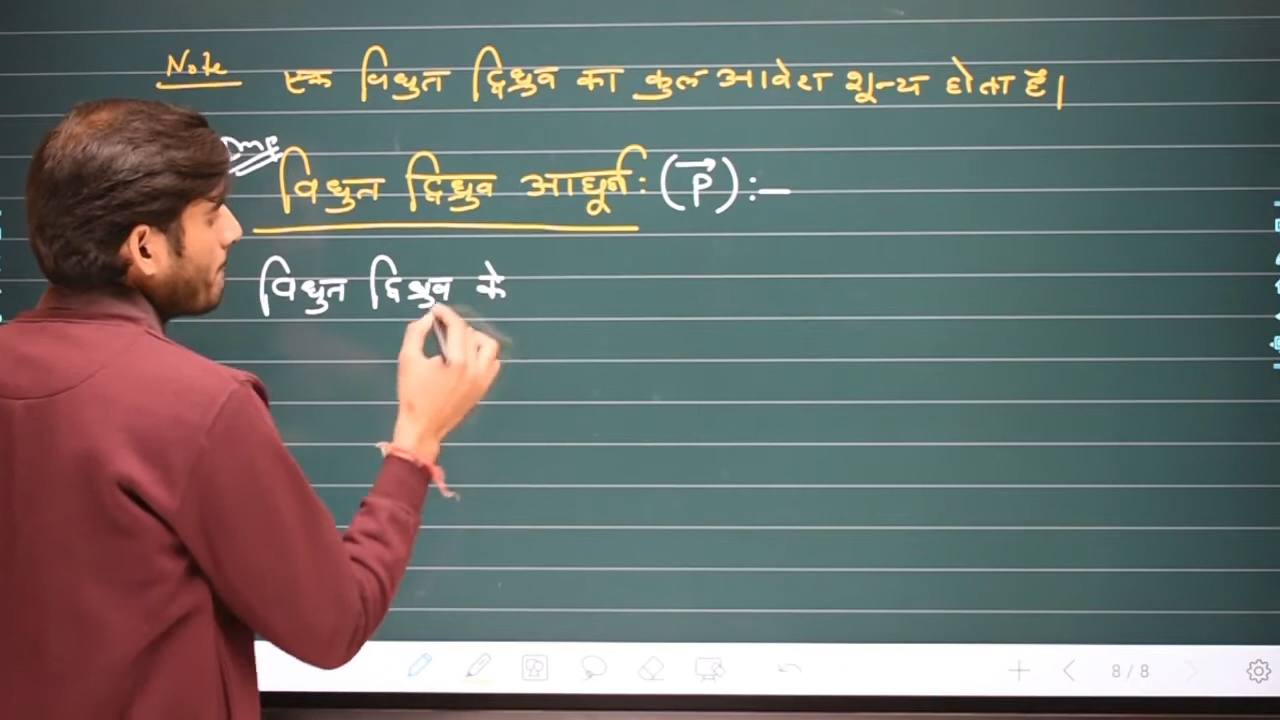 Note एक विधुत द्विध्रुव का कुल आवेश शून्य होता है।
Imp विधुत द्विध्रुव आघूर्ण: (P⃗):-
विधुत द्विध्रुव के
8/8